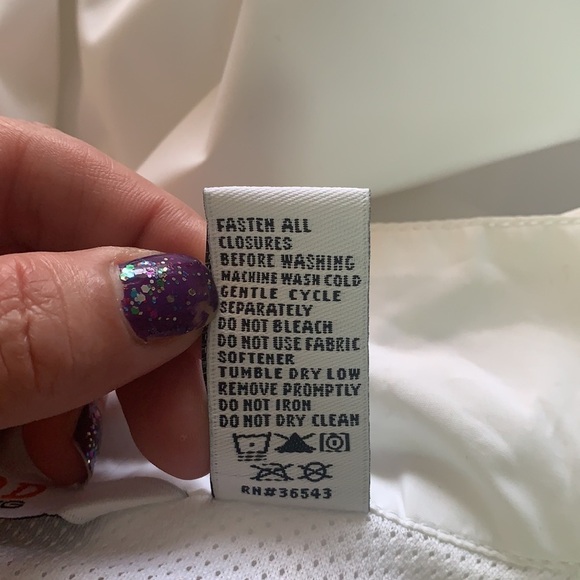 FASTEN ALL
CLOSURES
BEFORE WASHING
MACHINE WASH COLD
GENTLE CYCLE
SEPARATELY
DO NOT BLEACH
DO NOT USE FABRIC
SOFTENER
TUMBLE DRY LOW
REMOVE PROMPTLY
DO NOT IRON
DO NOT DRY CLEAN
RN#36543